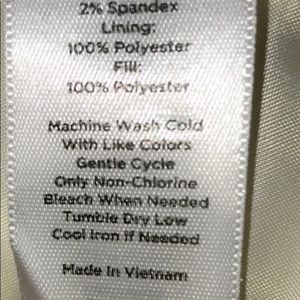 2% Spandex
Lining:
100% Polyester
Fill:
100% Polyester
Machine Wash Cold
With Like Colors
Gentle Cycle
Only Non-Chlorine
Bleach When Needed
Tumble Dry Low
Cool Iron if Needed
Made In Vietnam